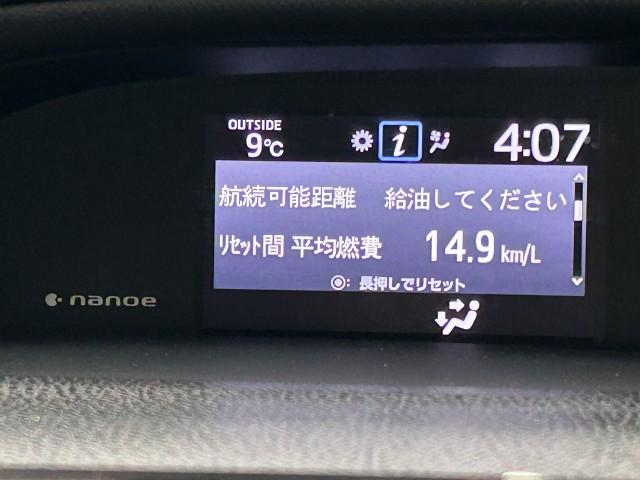 OUTSIDE
9℃
4:07
航続可能距離 給油してください
ﾘｾｯﾄ間 平均燃費 14.9 km/L
◉: 長押しでリセット
nanoe